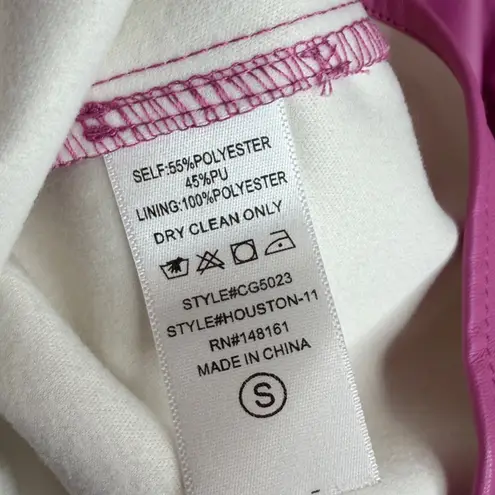 SELF:55%POLYESTER
45%PU
LINING:100%POLYESTER
DRY CLEAN ONLY
STYLE#CG5023
STYLE#HOUSTON-11
RN#148161
MADE IN CHINA
S